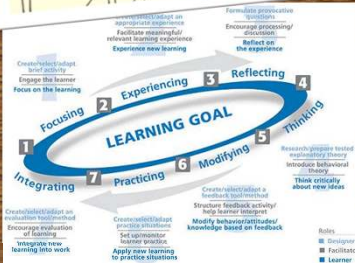 Create/select/adapt an
appropriate experience
Facilitate meaningful/
relevant learning experience
Experience new learning
Formulate provocative
questions
Encourage processing/
discussion
Reflect on
the experience
Create/select/adapt
brief activity
Engage the learner
Focus on the learning
1
Focusing
2
Experiencing
3
Reflecting
4
Thinking
5
Modifying
6
Practicing
7
Integrating
LEARNING GOAL
Research/prepare tested
explanatory theory
Introduce behavioral
theory
Think critically
about new ideas
Create/select/adapt a
feedback tool/method
Structure feedback activity/
help learner interpret
Modify behavior/attitudes/
knowledge based on feedback
Create/select/adapt
practice situations
Set up/monitor
learner practice
Apply new learning
to practice situations
Create/select/adapt an
evaluation tool/method
Encourage evaluation
of learning
Integrate new
learning into work
Roles
Designer
Facilitator
Learner